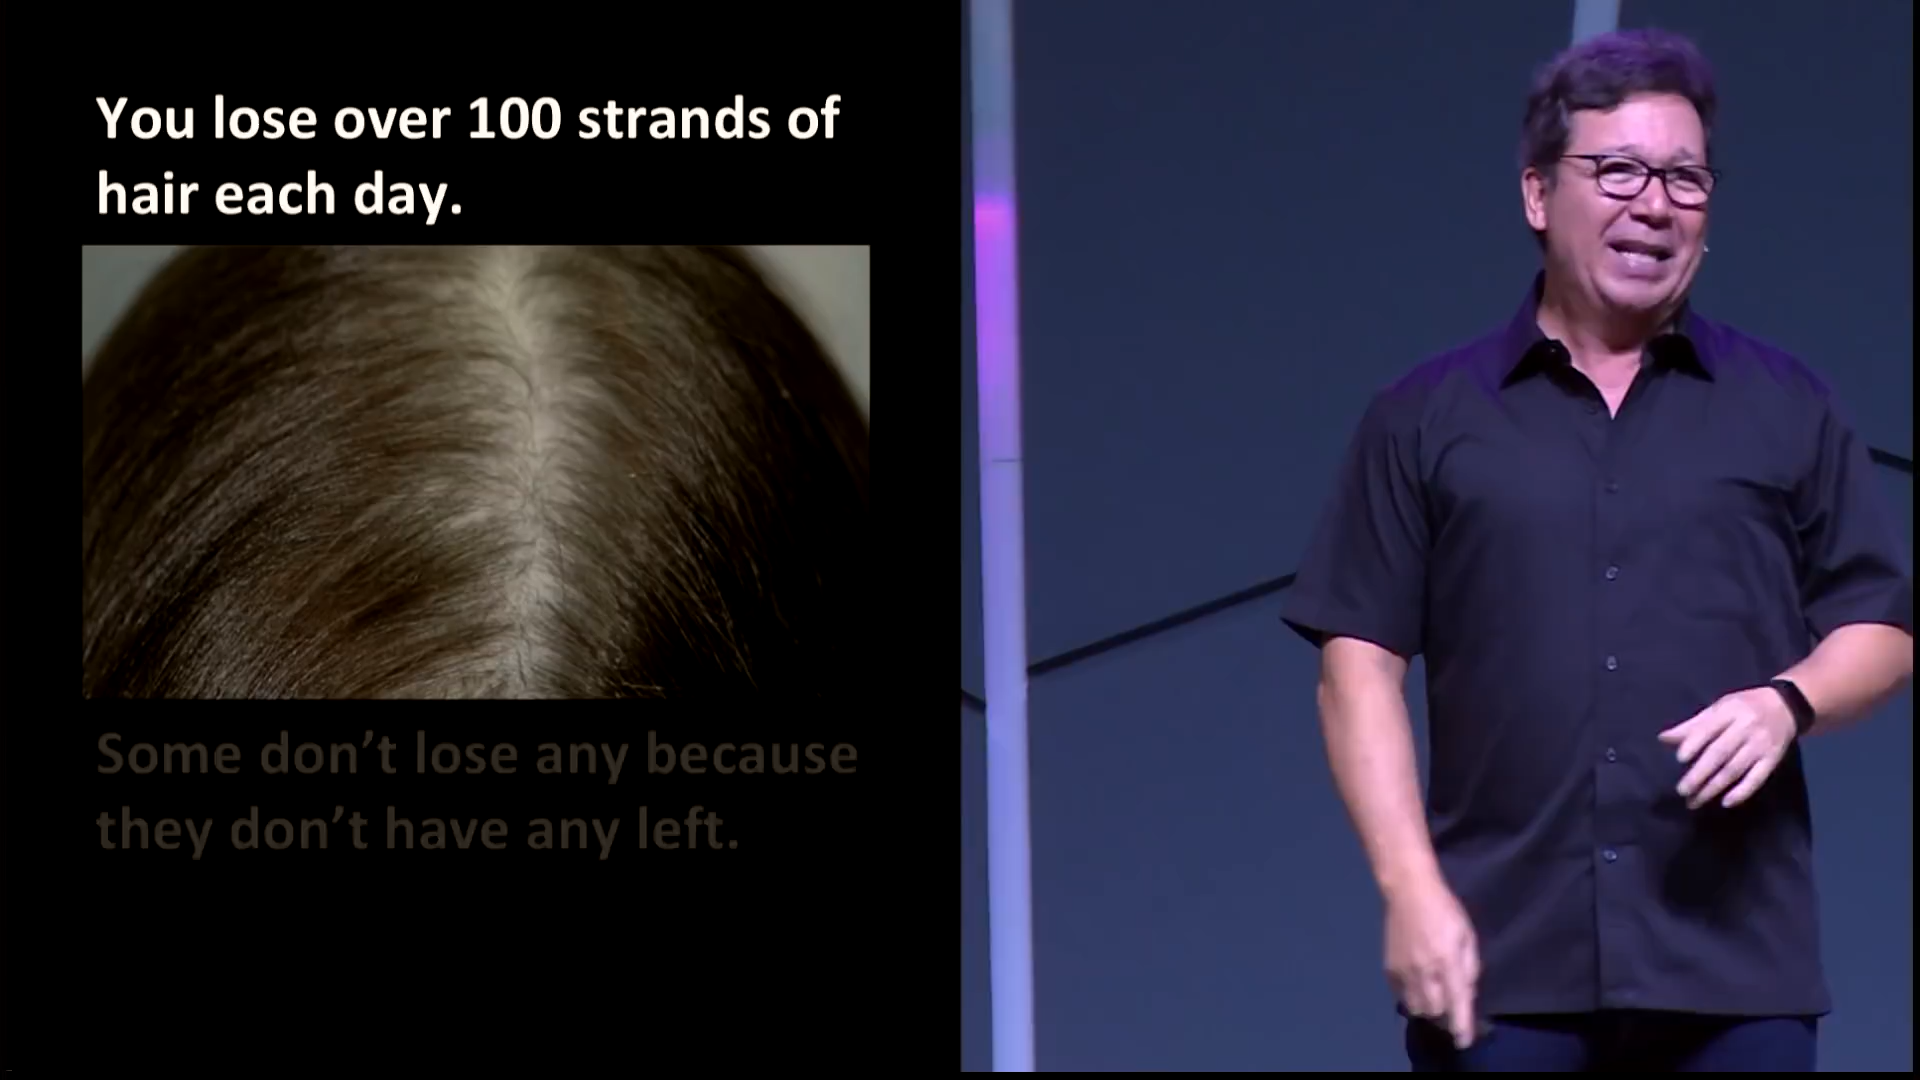 You lose over 100 strands of
hair each day.
Some don’t lose any because
they don’t have any left.